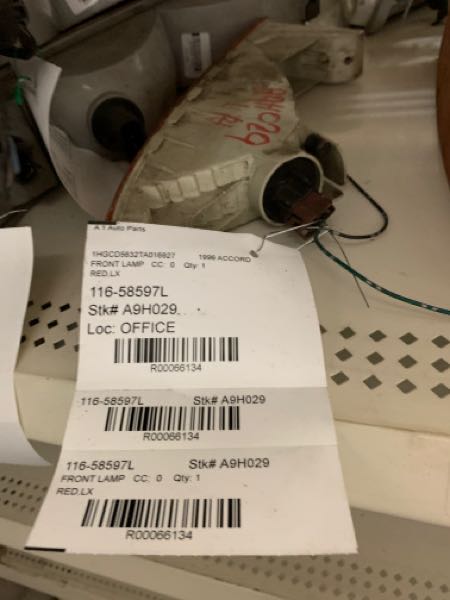 A9H029
A 1 Auto Parts
1996 ACCORD
FRONT LAMP CC: 0 Qty: 1
RED,LX
116-58597L
Stk# A9H029
Loc: OFFICE
R00066134
116-58597L Stk# A9H029
R00066134
116-58597L Stk# A9H029
FRONT LAMP CC: 0 Qty: 1
RED,LX
R00066134